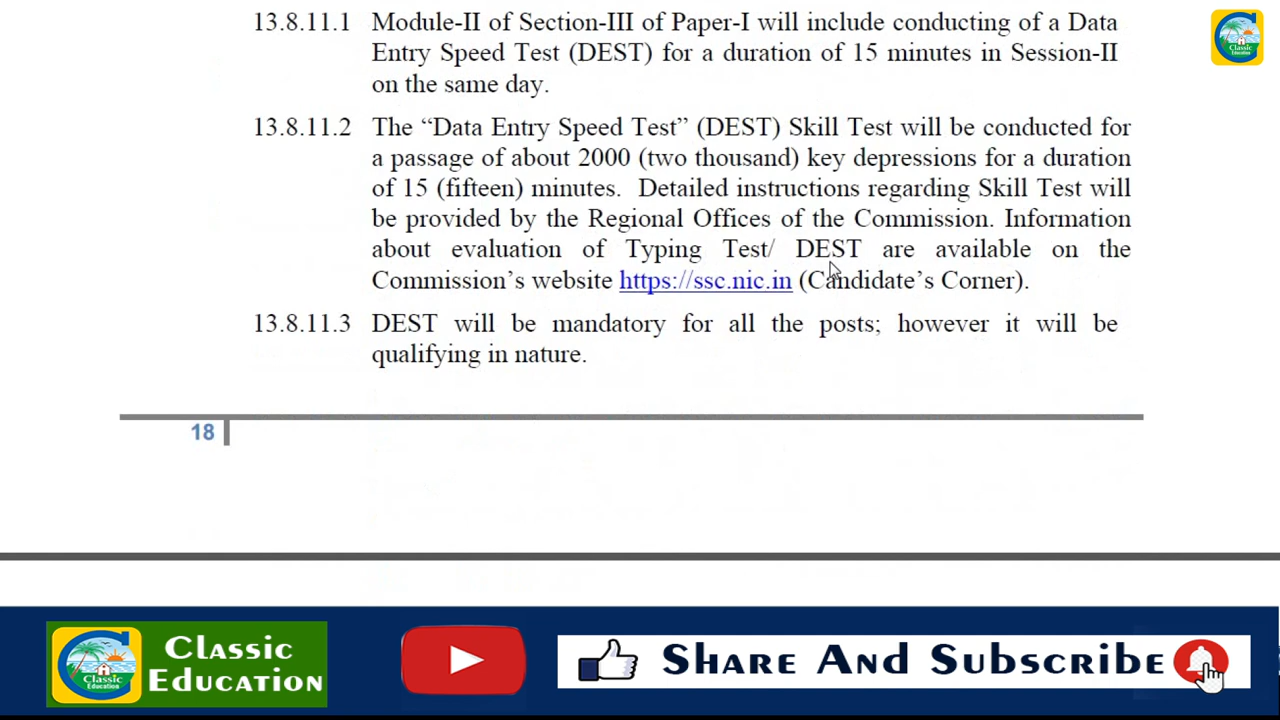 13.8.11.1 Module-II of Section-III of Paper-I will include conducting of a Data
Entry Speed Test (DEST) for a duration of 15 minutes in Session-II
on the same day.
13.8.11.2 The “Data Entry Speed Test” (DEST) Skill Test will be conducted for
a passage of about 2000 (two thousand) key depressions for a duration
of 15 (fifteen) minutes. Detailed instructions regarding Skill Test will
be provided by the Regional Offices of the Commission. Information
about evaluation of Typing Test/ DEST are available on the
Commission’s website https://ssc.nic.in (Candidate’s Corner).
13.8.11.3 DEST will be mandatory for all the posts; however it will be
qualifying in nature.
18
Classic
Education
Classic
Education
Classic
Education
Share And Subscribe